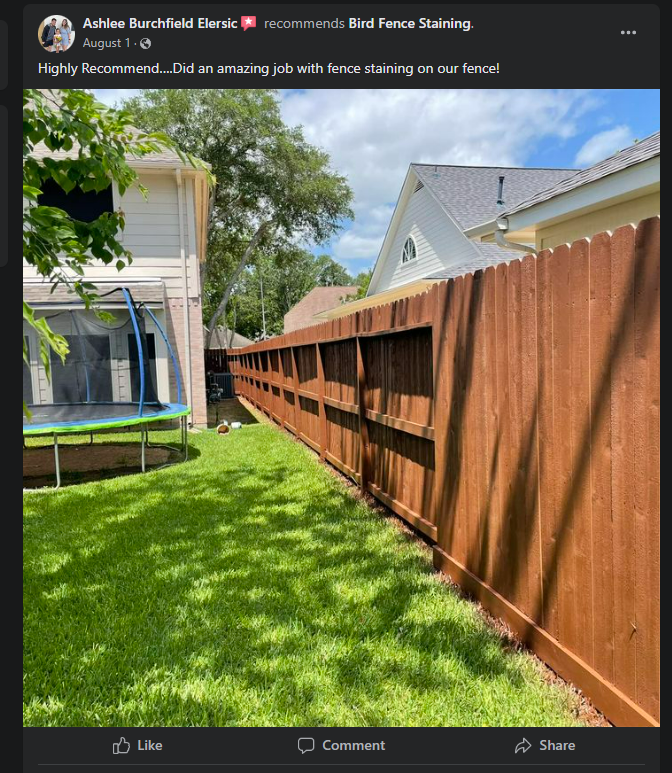 Ashlee Burchfield Elersic recommends Bird Fence Staining.
August 1 ·
Highly Recommend....Did an amazing job with fence staining on our fence!
Like Comment Share